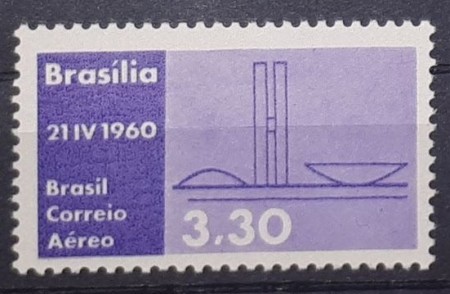 Brasília
21 IV 1960
Brasil
Correio
Aéreo
3,30